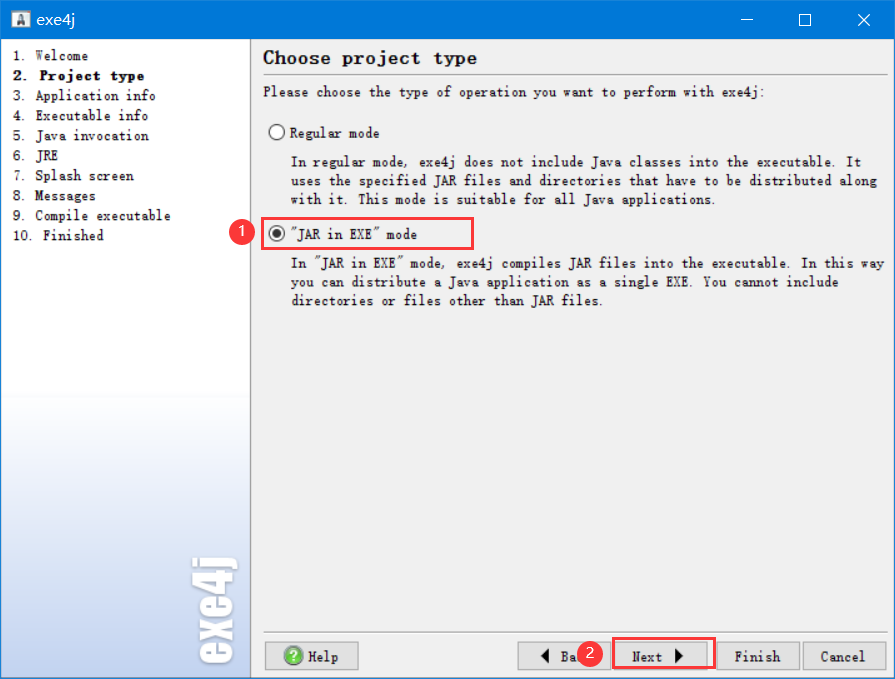 exe4j
1. Welcome
2. Project type
3. Application info
4. Executable info
5. Java invocation
6. JRE
7. Splash screen
8. Messages
9. Compile executable
10. Finished
exe4j
Choose project type
Please choose the type of operation you want to perform with exe4j:
Regular mode
In regular mode, exe4j does not include Java classes into the executable. It
uses the specified JAR files and directories that have to be distributed along
with it. This mode is suitable for all Java applications.
1
"JAR in EXE" mode
In "JAR in EXE" mode, exe4j compiles JAR files into the executable. In this way
you can distribute a Java application as a single EXE. You cannot include
directories or files other than JAR files.
? Help
Ba
2
Next
Finish
Cancel